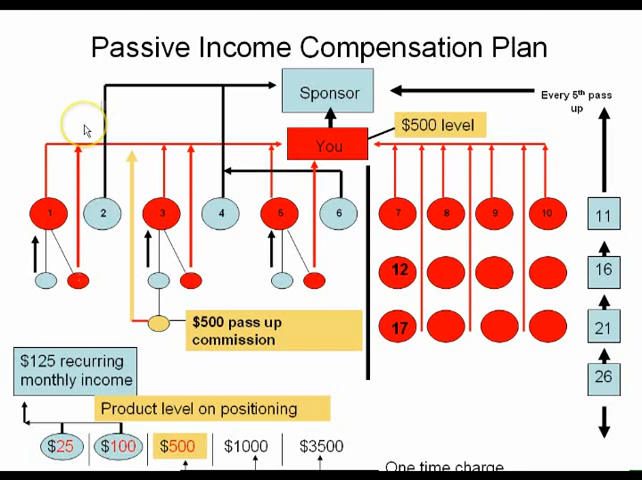 Passive Income Compensation Plan
Sponsor
Every 5th pass
up
$500 level
You
1
2
3
4
5
6
7
8
9
10
11
12
16
17
21
26
$500 pass up
commission
$125 recurring
monthly income
Product level on positioning
$25
$100
$500
$1000
$3500
One time charge